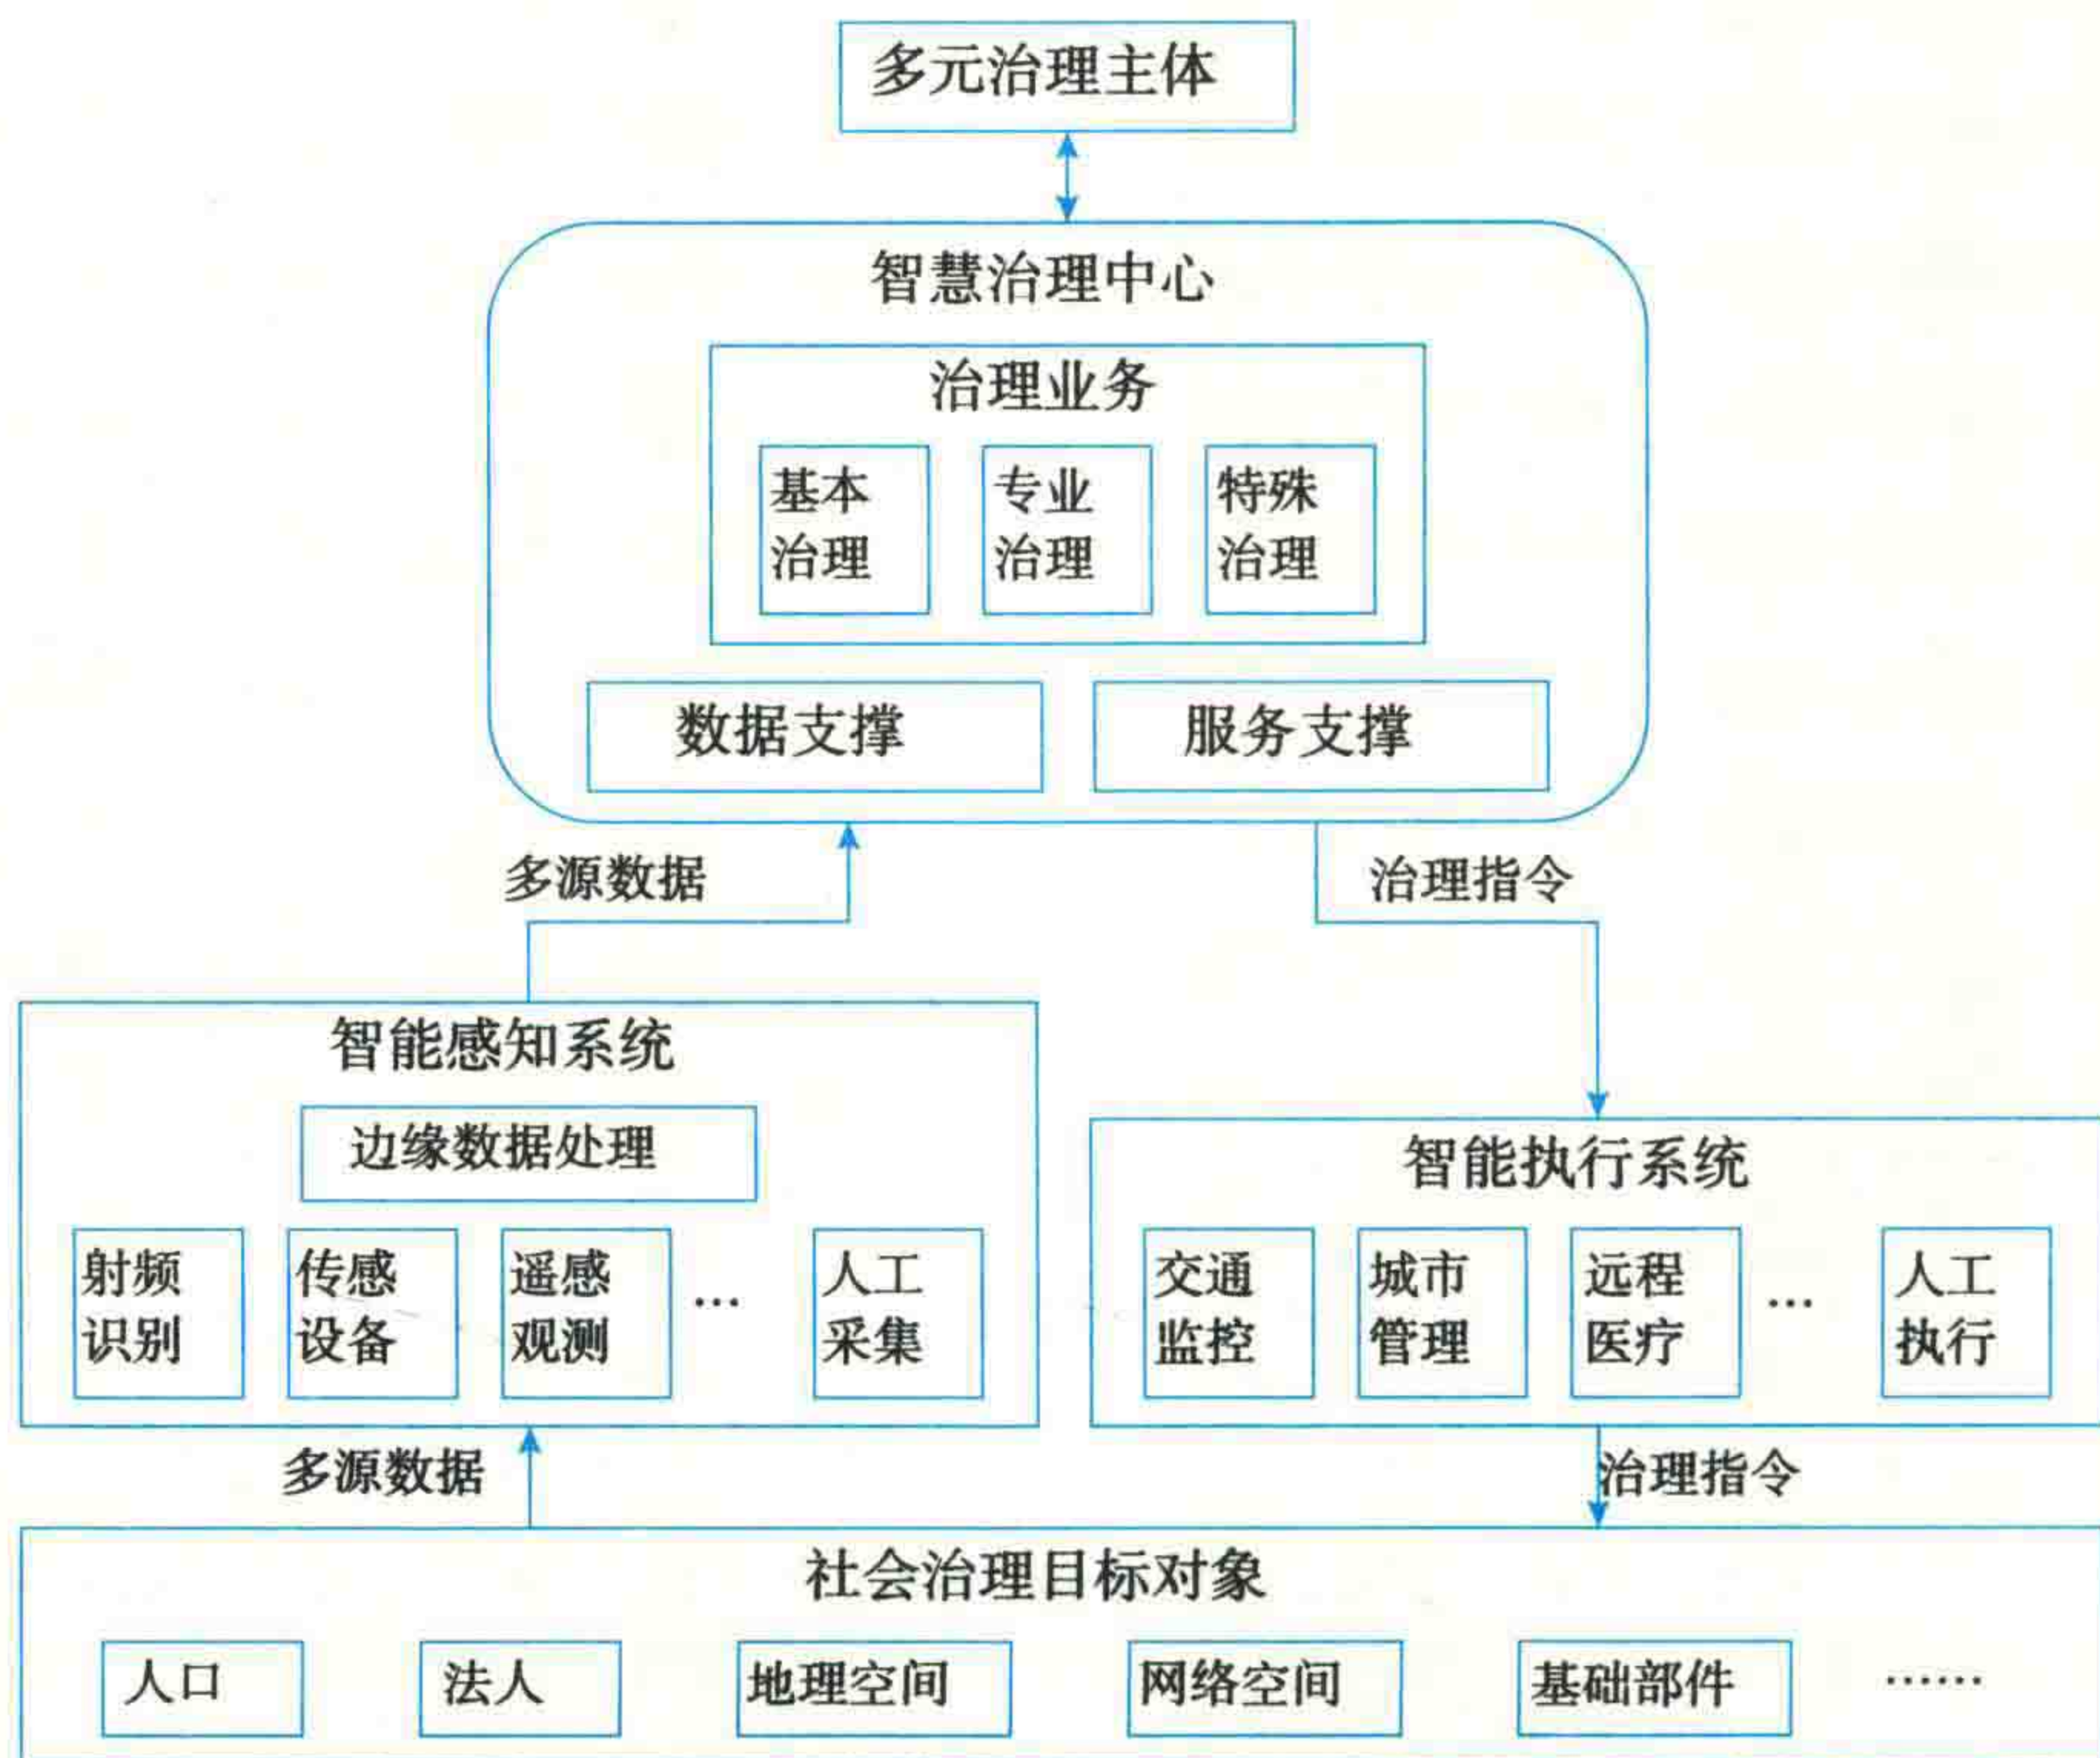 多元治理主体
智慧治理中心
治理业务
基本
治理
专业
治理
特殊
治理
数据支撑
服务支撑
多源数据
治理指令
智能感知系统
边缘数据处理
射频
识别
传感
设备
遥感
观测
…
人工
采集
智能执行系统
交通
监控
城市
管理
远程
医疗
…
人工
执行
多源数据
治理指令
社会治理目标对象
人口
法人
地理空间
网络空间
基础部件
……